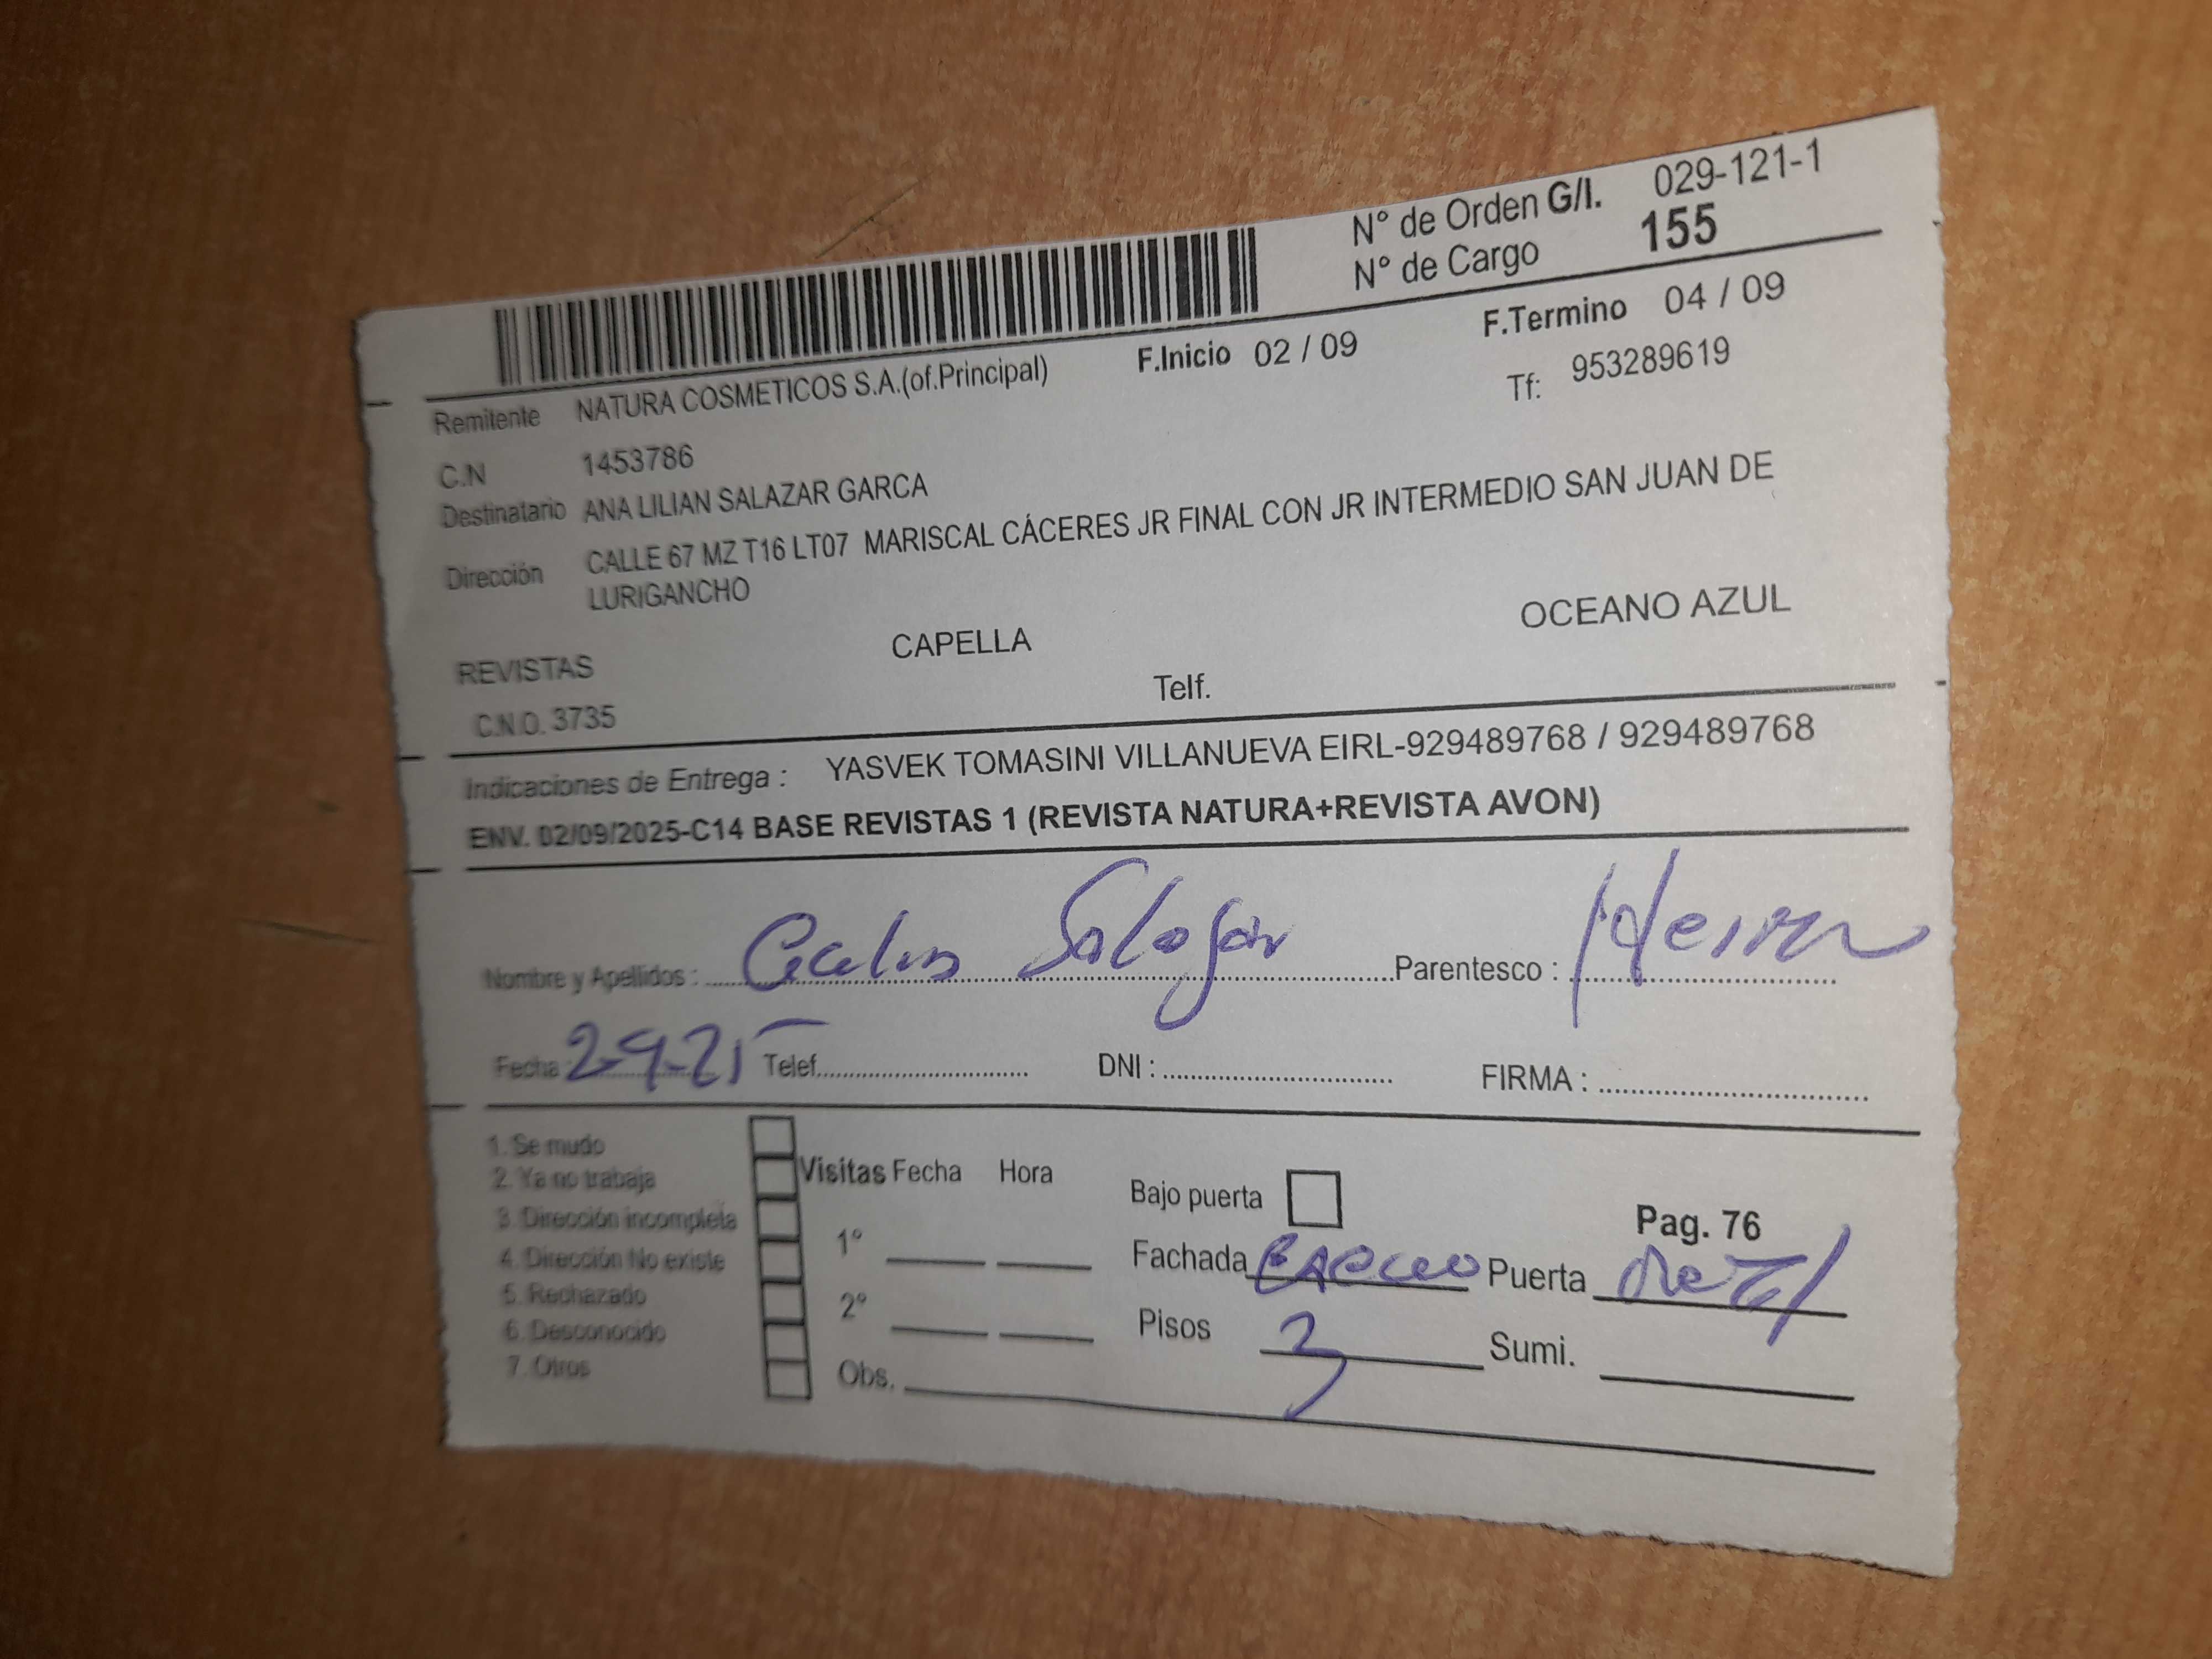 N° de Orden G/I. 029-121-1
N° de Cargo 155
F.Inicio 02 / 09 F.Termino 04 / 09
Remitente NATURA COSMETICOS S.A.(of.Principal) Tf: 953289619
C.N 1453786
Destinatario ANA LILIAN SALAZAR GARCA
Dirección CALLE 67 MZ T16 LT07 MARISCAL CÁCERES JR FINAL CON JR INTERMEDIO SAN JUAN DE
LURIGANCHO
REVISTAS CAPELLA OCEANO AZUL
C.N.O. 3735 Telf.
Indicaciones de Entrega : YASVEK TOMASINI VILLANUEVA EIRL-929489768 / 929489768
ENV. 02/09/2025-C14 BASE REVISTAS 1 (REVISTA NATURA+REVISTA AVON)
Nombre y Apellidos : Salazar Parentesco :
Fecha 2-9-25 Telef. DNI : FIRMA :
1. Se mudo
2. Ya no trabaja
3. Dirección incompleta
4. Dirección No existe
5. Rechazado
6. Desconocido
7. Otros
Visitas Fecha Hora
1°
2°
Obs.
Bajo puerta Pag. 76
Fachada Puerta
Pisos 3 Sumi.